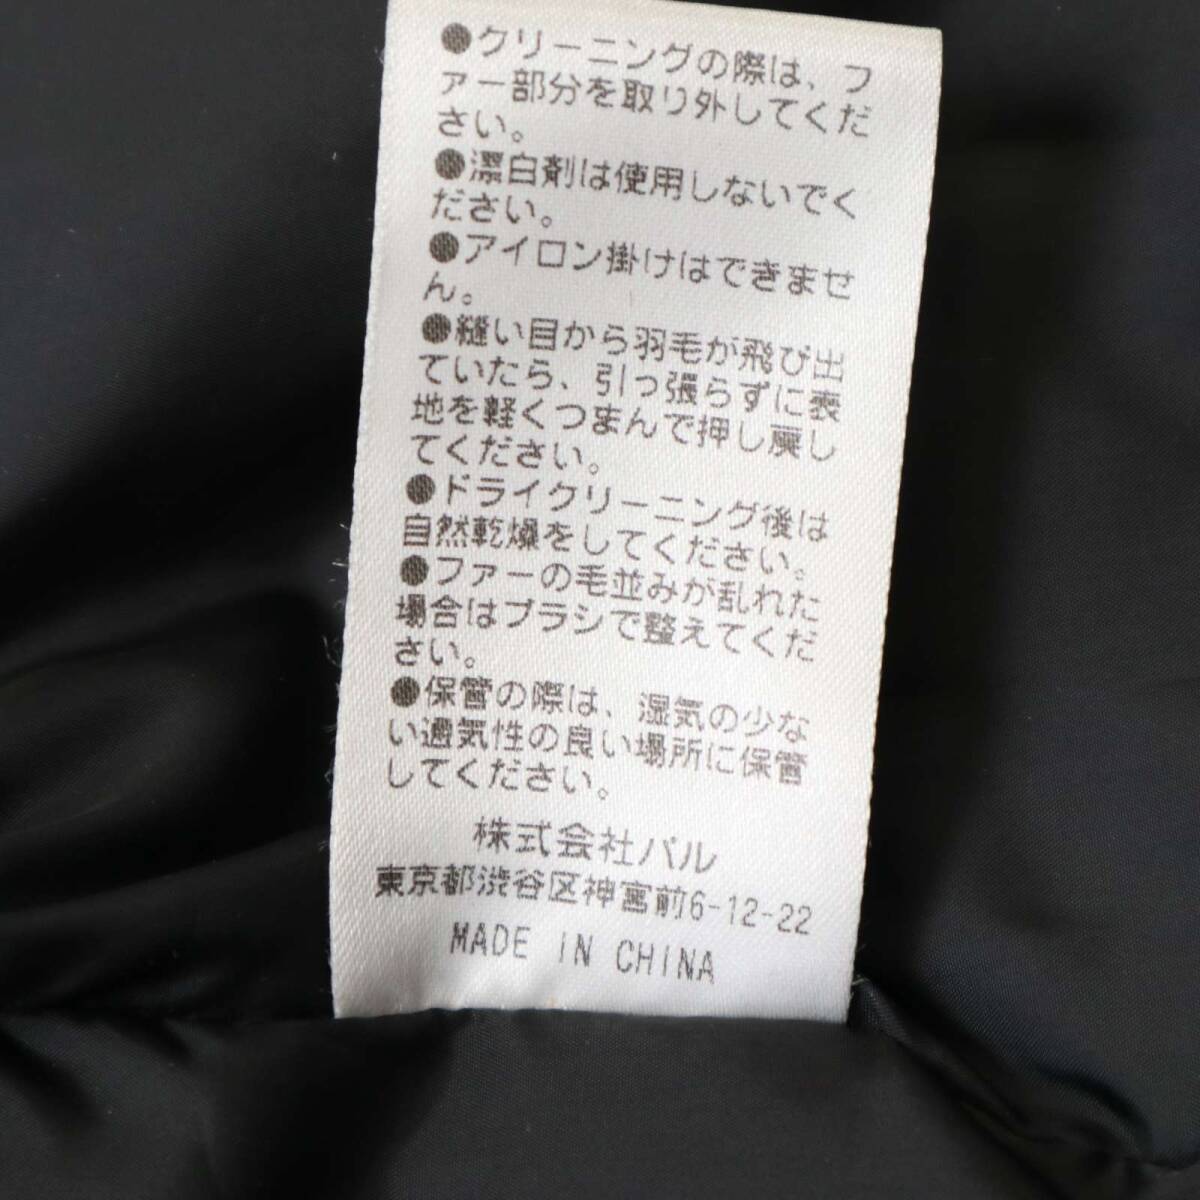 ●クリーニングの際は、フ
ァー部分を取り外してくだ
さい。
●漂白剤は使用しないでく
ださい。
●アイロン掛けはできませ
ん。
●縫い目から羽毛が飛び出
ていたら、引っ張らずに表
地を軽くつまんで押し戻し
てください。
●ドライクリーニング後は
自然乾燥をしてください。
●ファーの毛並みが乱れた
場合はブラシで整えてくだ
さい。
●保管の際は、湿気の少な
い通気性の良い場所に保管
してください。
株式会社パル
東京都渋谷区神宮前6-12-22
MADE IN CHINA